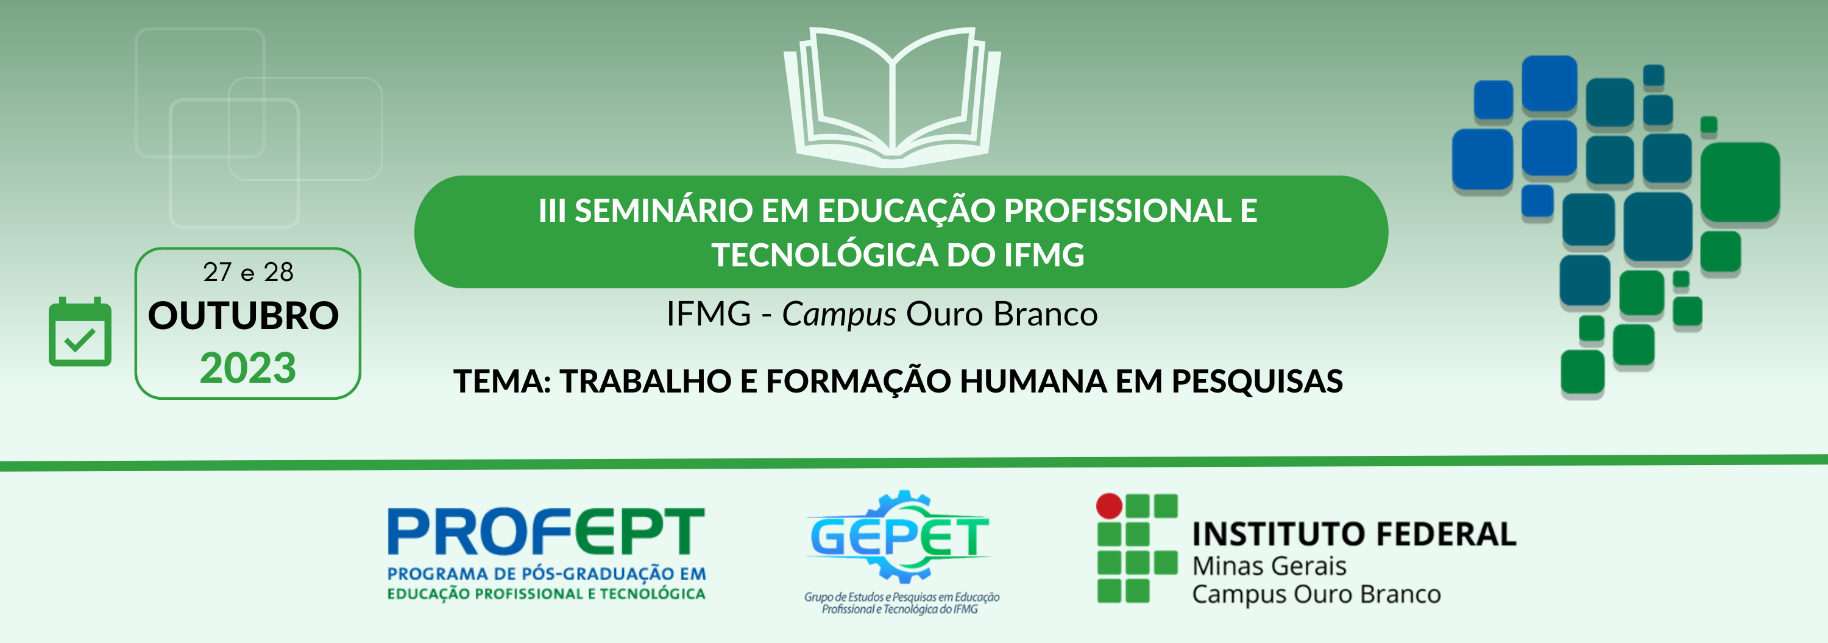 III SEMINÁRIO EM EDUCAÇÃO PROFISSIONAL E
TECNOLÓGICA DO IFMG
27 e 28
OUTUBRO
2023
IFMG - Campus Ouro Branco
TEMA: TRABALHO E FORMAÇÃO HUMANA EM PESQUISAS
PROFEPT
PROGRAMA DE PÓS-GRADUAÇÃO EM
EDUCAÇÃO PROFISSIONAL E TECNOLÓGICA
GEPET
Grupo de Estudos e Pesquisas em Educação
Profissional e Tecnológica do IFMG
INSTITUTO FEDERAL
Minas Gerais
Campus Ouro Branco